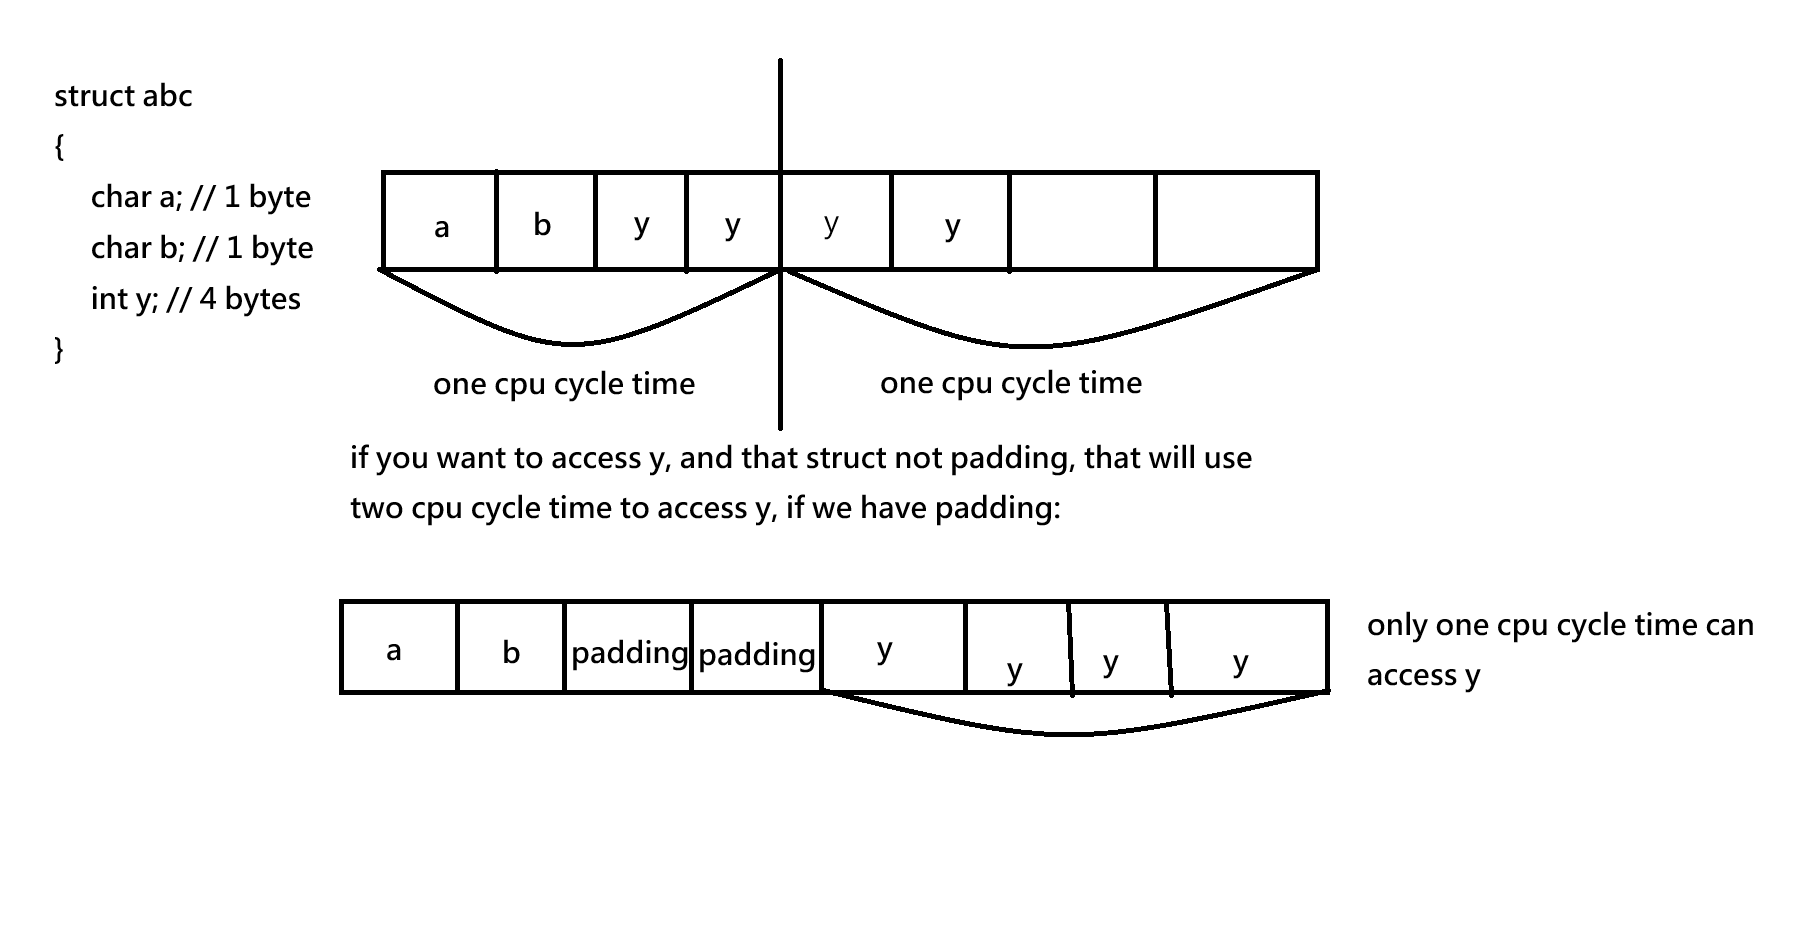 struct abc
{
char a; // 1 byte
char b; // 1 byte
int y; // 4 bytes
}
a b y y y y
one cpu cycle time one cpu cycle time
if you want to access y, and that struct not padding, that will use
two cpu cycle time to access y, if we have padding:
a b padding padding y y y y
only one cpu cycle time can
access y